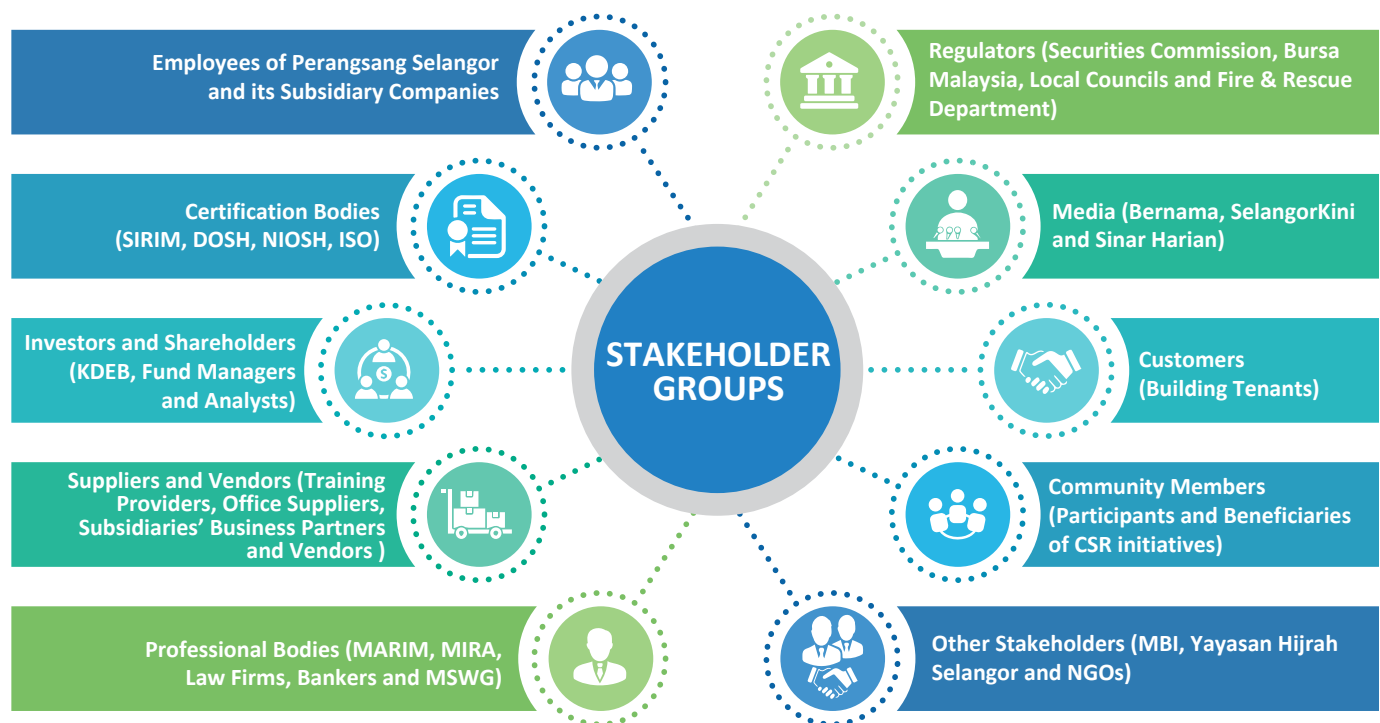 Employees of Perangsang Selangor
and its Subsidiary Companies
Regulators (Securities Commission, Bursa
Malaysia, Local Councils and Fire & Rescue
Department)
Certification Bodies
(SIRIM, DOSH, NIOSH, ISO)
Media (Bernama, SelangorKini
and Sinar Harian)
STAKEHOLDER
GROUPS
Investors and Shareholders
(KDEB, Fund Managers
and Analysts)
$
Customers
(Building Tenants)
Suppliers and Vendors (Training
Providers, Office Suppliers,
Subsidiaries’ Business Partners
and Vendors )
Community Members
(Participants and Beneficiaries
of CSR initiatives)
Professional Bodies (MARIM, MIRA,
Law Firms, Bankers and MSWG)
Other Stakeholders (MBI, Yayasan Hijrah
Selangor and NGOs)